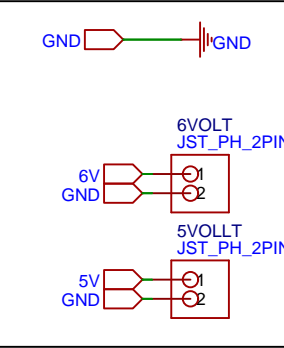 GND GND
6VOLT
JST_PH_2PIN
6V 1
GND 2
5VOLLT
JST_PH_2PIN
5V 1
GND 2